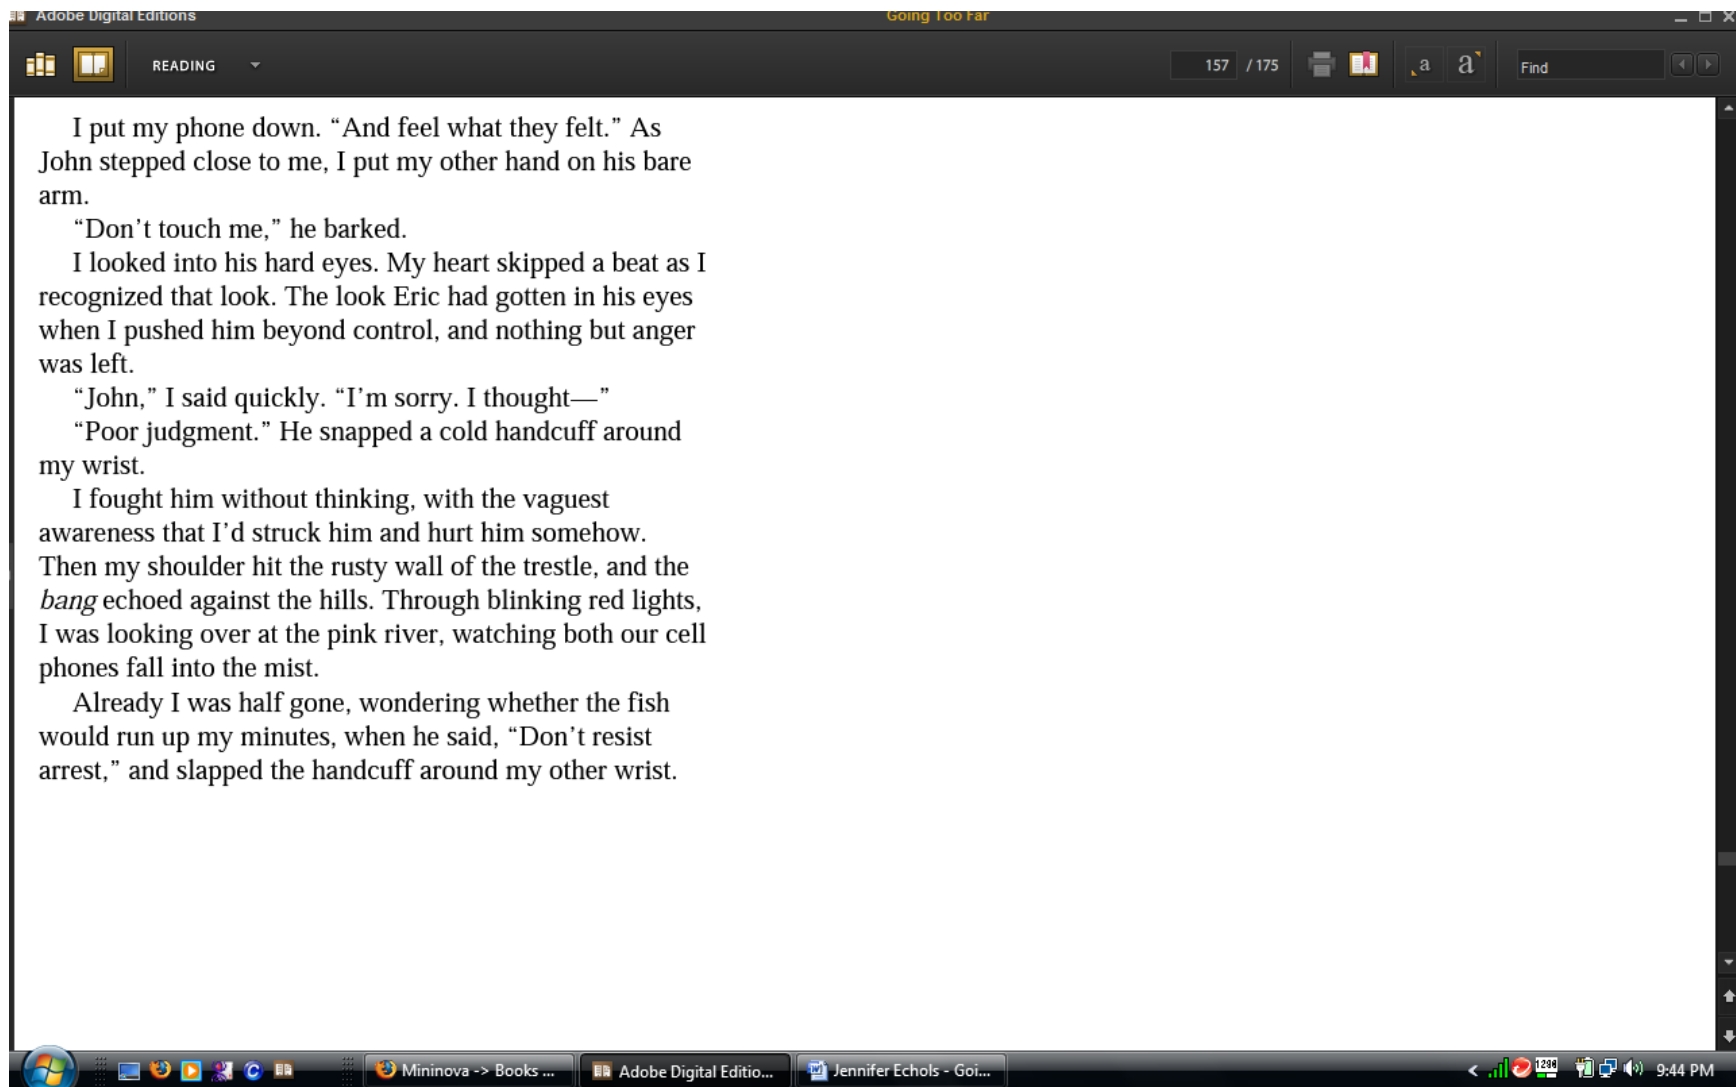 Adobe Digital Editions
Going Too Far
READING
157 / 175
a
a
Find
I put my phone down. “And feel what they felt.” As
John stepped close to me, I put my other hand on his bare
arm.
“Don’t touch me,” he barked.
I looked into his hard eyes. My heart skipped a beat as I
recognized that look. The look Eric had gotten in his eyes
when I pushed him beyond control, and nothing but anger
was left.
“John,” I said quickly. “I’m sorry. I thought—”
“Poor judgment.” He snapped a cold handcuff around
my wrist.
I fought him without thinking, with the vaguest
awareness that I’d struck him and hurt him somehow.
Then my shoulder hit the rusty wall of the trestle, and the
bang echoed against the hills. Through blinking red lights,
I was looking over at the pink river, watching both our cell
phones fall into the mist.
Already I was half gone, wondering whether the fish
would run up my minutes, when he said, “Don’t resist
arrest,” and slapped the handcuff around my other wrist.
Mininova -> Books ...
Adobe Digital Editio...
Jennifer Echols - Goi...
9:44 PM